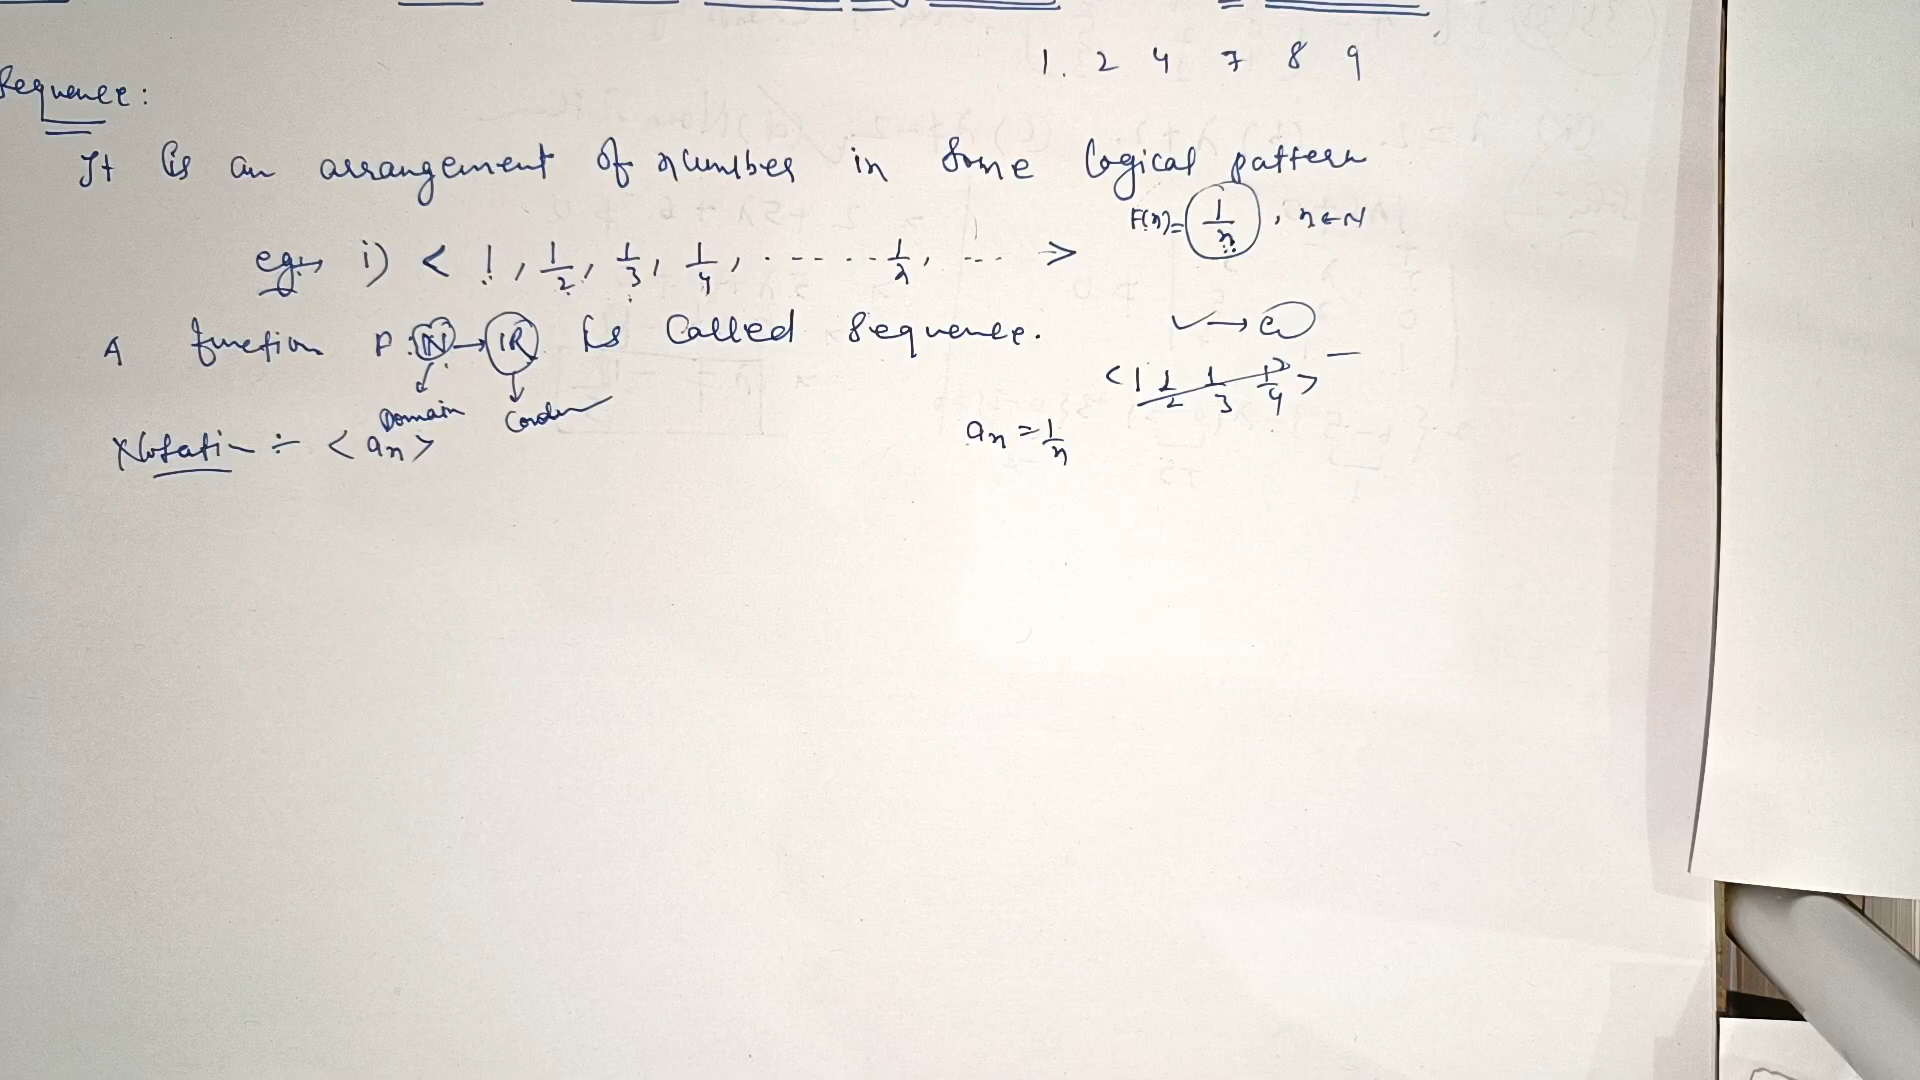 1. 2 4 7 8 9
Sequence:
It is an arrangement of number in some logical pattern
F(n)= 1/n , n ∈ N
eg:→ i) < 1, 1/2, 1/3, 1/4, ........ 1/n, ... >
A function F: N → IR is called sequence.
Domain
< 1 1/2 1/3 1/4 >
Notation ÷ < an >
an = 1/n